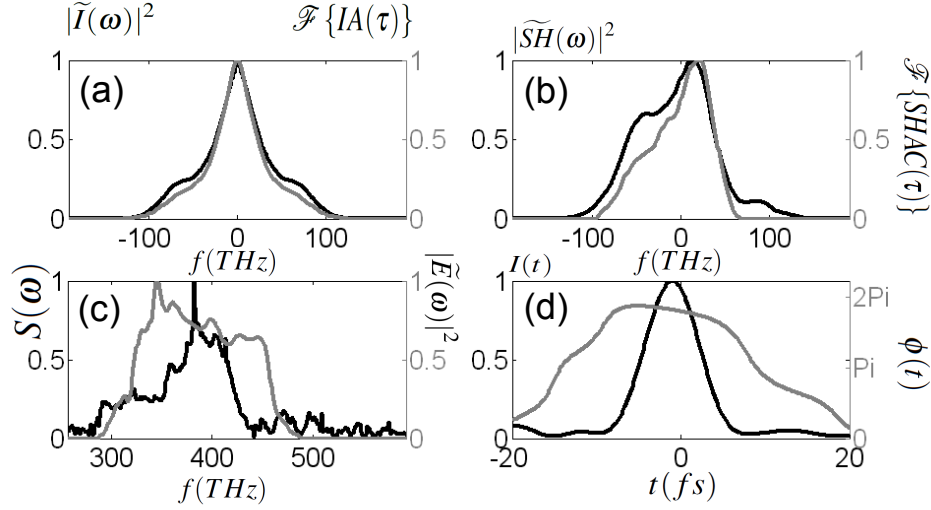 |Ĩ(ω)|² ℱ{IA(τ)}
(a)
1
0.5
0
1
0.5
0
-100 0 100
f(THz)
|S͠H(ω)|²
(b)
1
0.5
0
1
0.5
0
ℱ{SHAC(τ)}
-100 0 100
f(THz)
S(ω)
(c)
1
0.5
0
1
0.5
0
|Ẽ(ω)|²
300 400 500
f(THz)
I(t)
(d)
1
0.5
0
2Pi
1Pi
0
ϕ(t)
-20 0 20
t(fs)